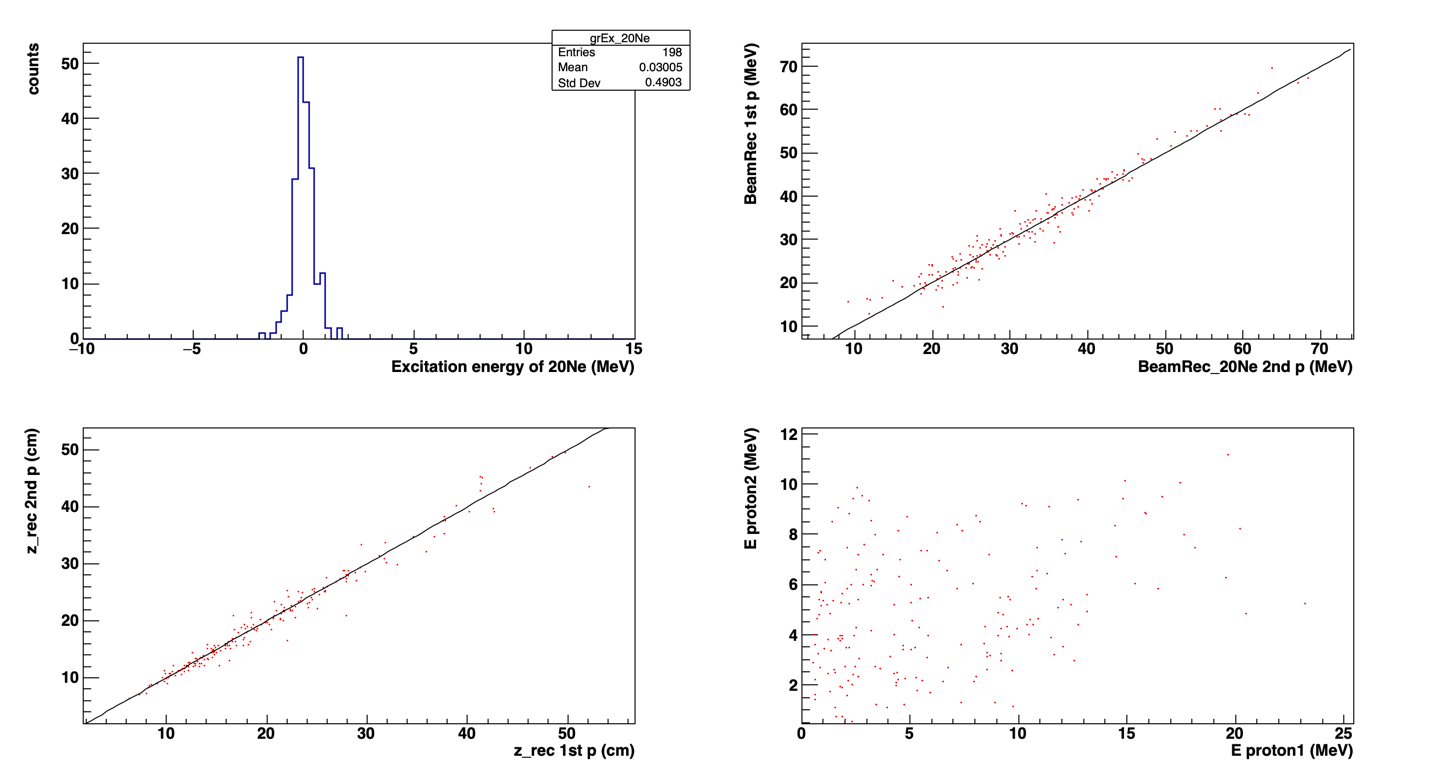 grEx_20Ne
Entries 198
Mean 0.03005
Std Dev 0.4903
counts
50
40
30
20
10
0
−10 −5 0 5 10 15
Excitation energy of 20Ne (MeV)
BeamRec 1st p (MeV)
70
60
50
40
30
20
10
10 20 30 40 50 60 70
BeamRec_20Ne 2nd p (MeV)
z_rec 2nd p (cm)
50
40
30
20
10
10 20 30 40 50
z_rec 1st p (cm)
E proton2 (MeV)
12
10
8
6
4
2
0 5 10 15 20 25
E proton1 (MeV)